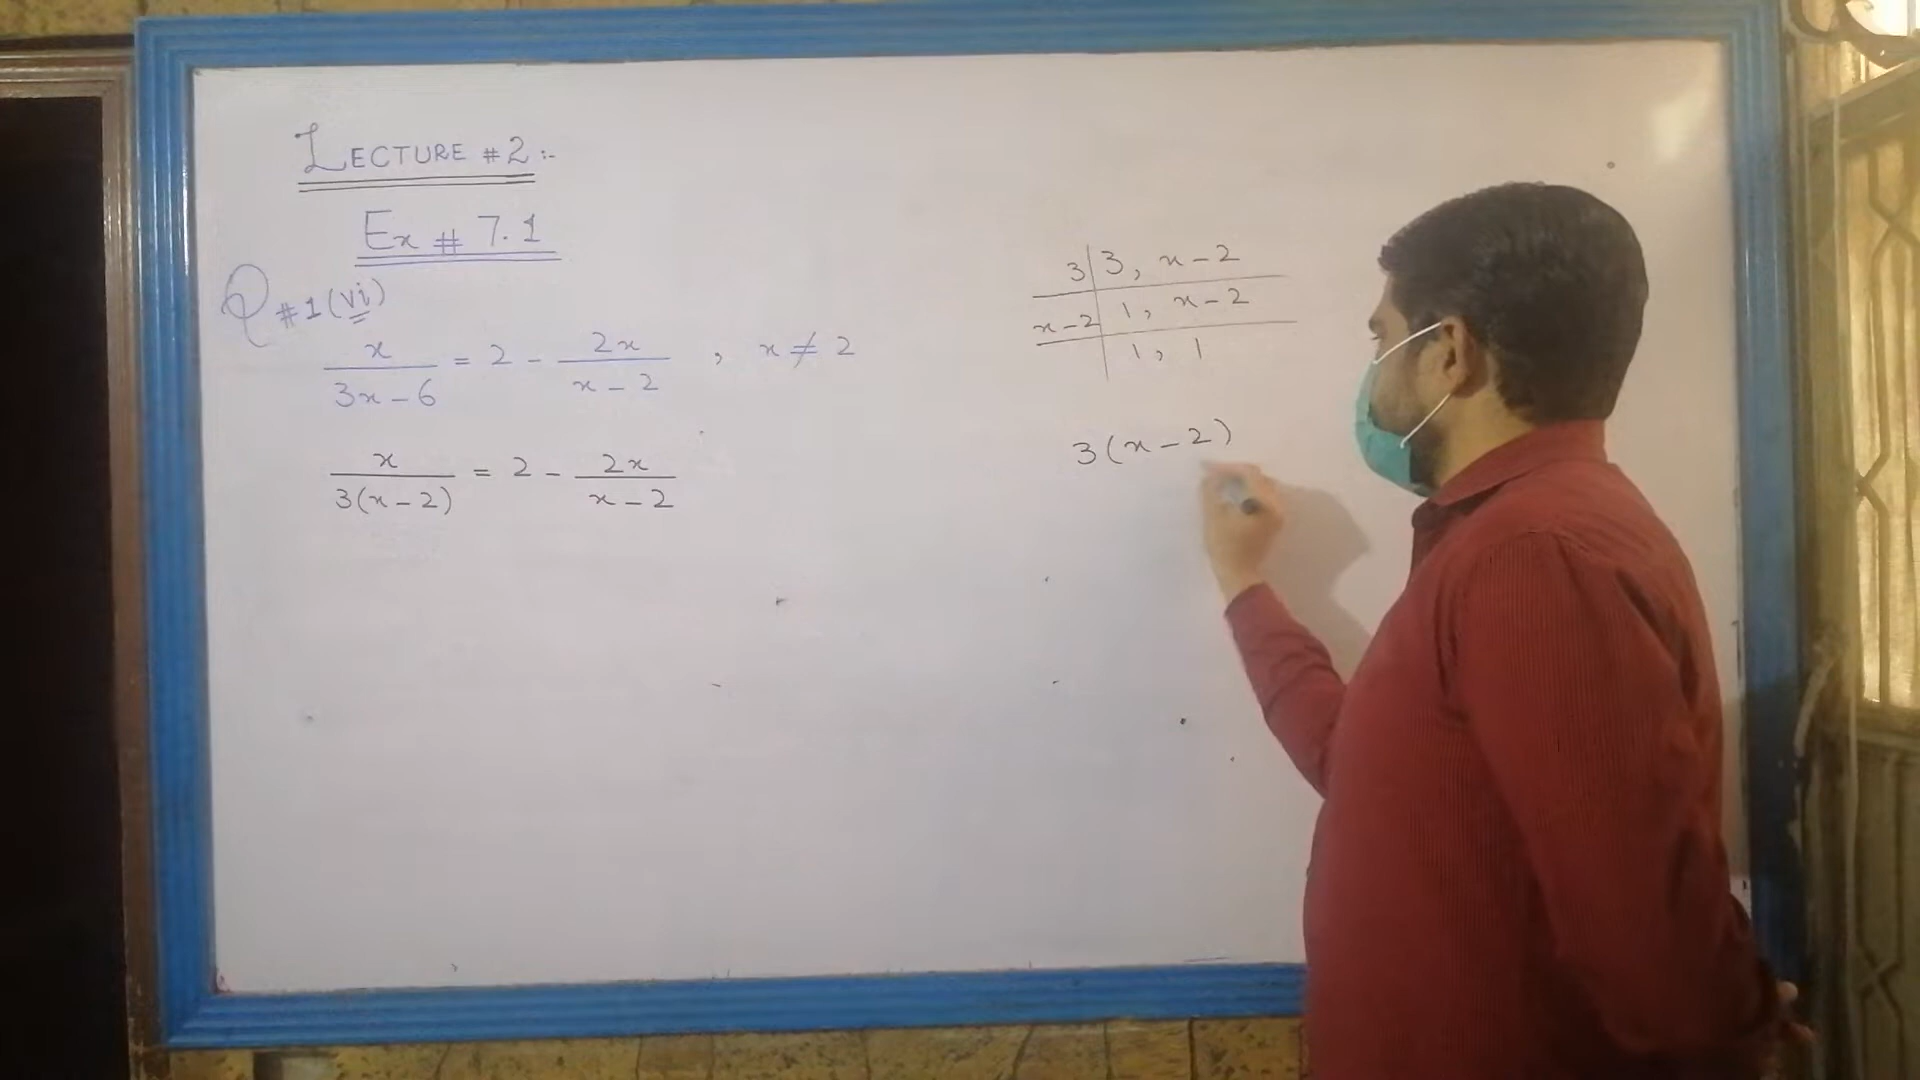 LECTURE # 2 :-
Ex # 7.1
Q # 1 (vi)
x / (3x - 6) = 2 - 2x / (x - 2) , x ≠ 2
x / 3(x - 2) = 2 - 2x / (x - 2)
3 | 3, x - 2
x - 2 | 1, x - 2
| 1, 1
3(x - 2)